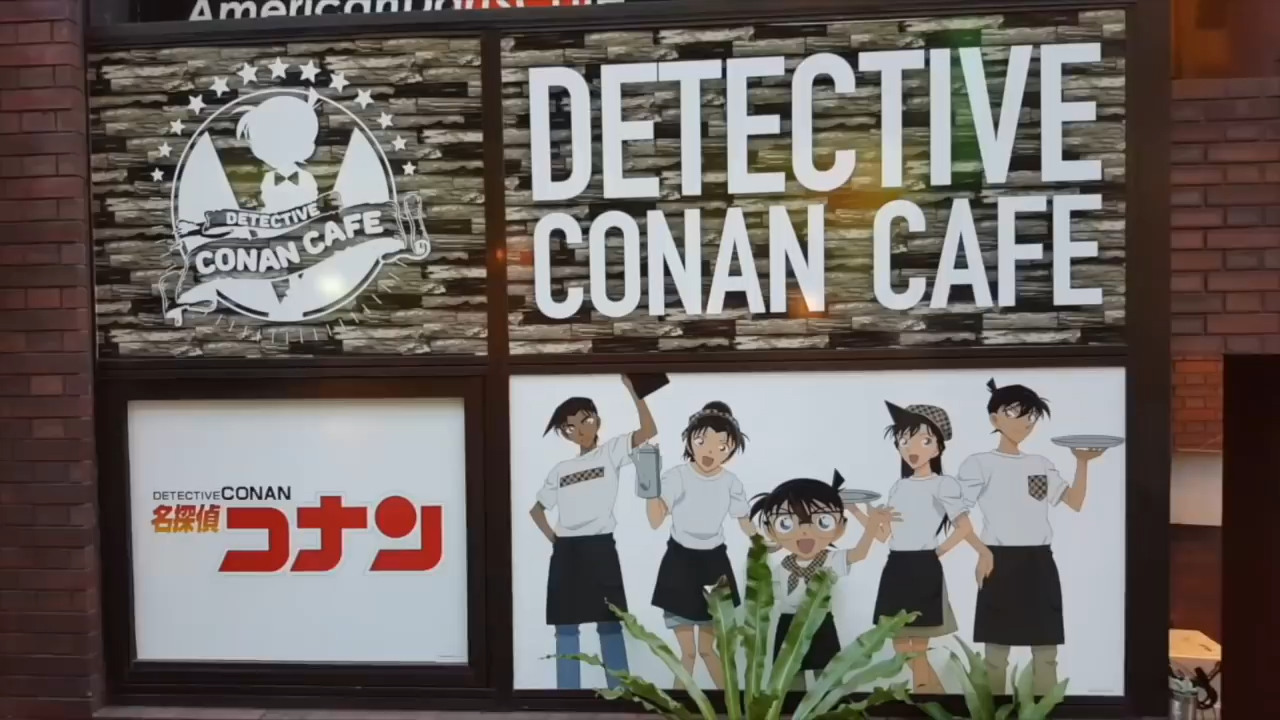 DETECTIVE
CONAN CAFE
DETECTIVE
CONAN CAFE
DETECTIVE CONAN
名探偵
コナン